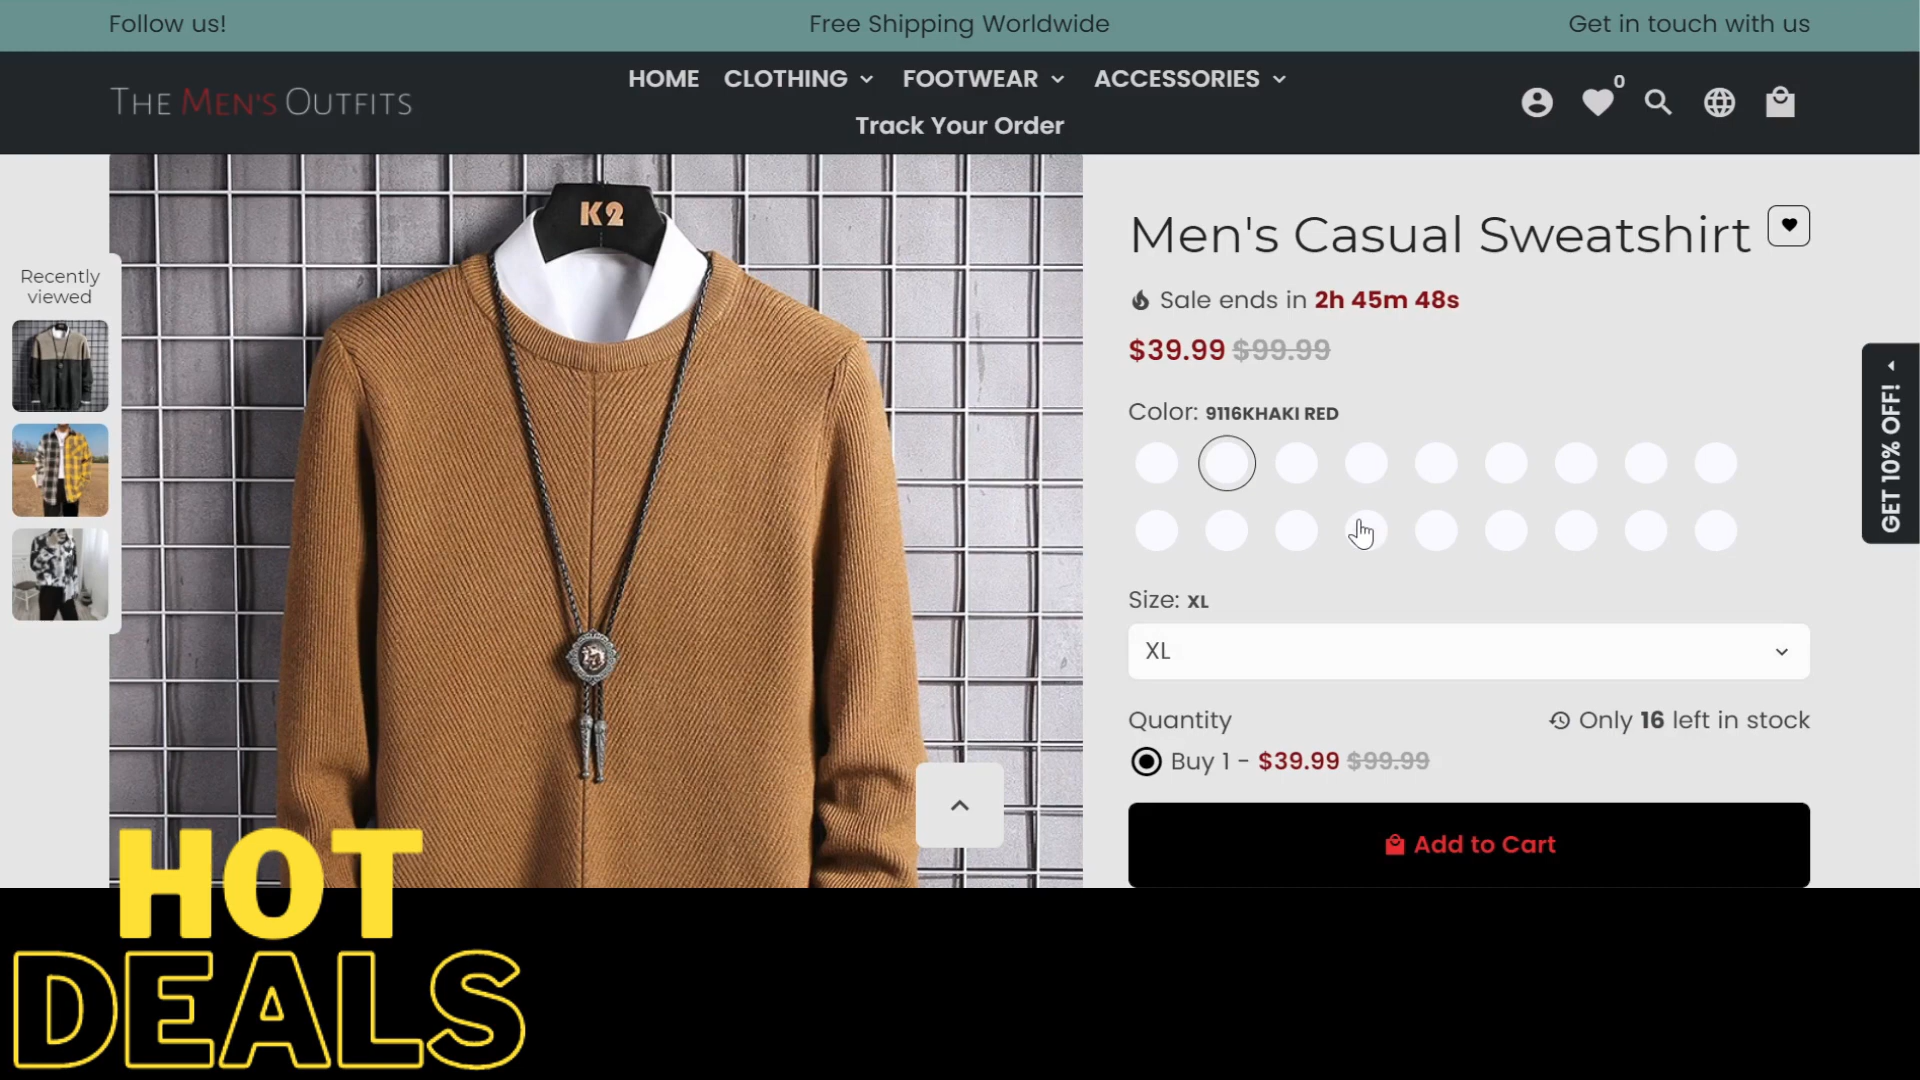 Follow us!
Free Shipping Worldwide
Get in touch with us
THE MEN'S OUTFITS
HOME CLOTHING FOOTWEAR ACCESSORIES
Track Your Order
0
K2
Recently
viewed
Men's Casual Sweatshirt
Sale ends in 2h 45m 48s
$39.99 $99.99
Color: 9116KHAKI RED
Size: XL
XL
Quantity
Only 16 left in stock
Buy 1 - $39.99 $99.99
Add to Cart
GET 10% OFF!
HOT
DEALS